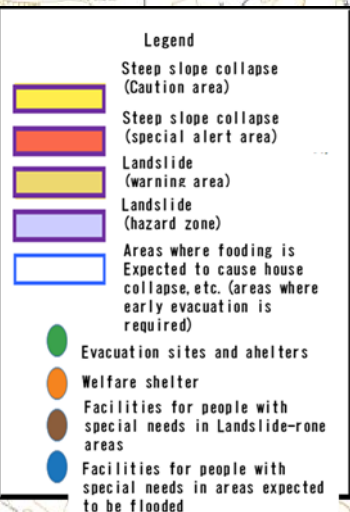 Legend
Steep slope collapse
(Caution area)
Steep slope collapse
(special alert area)
Landslide
(warning area)
Landslide
(hazard zone)
Areas where fooding is
Expected to cause house
collapse, etc. (areas where
early evacuation is
required)
Evacuation sites and ahelters
Welfare shelter
Facilities for people with
special needs in Landslide-rone
areas
Facilities for people with
special needs in areas expected
to be flooded